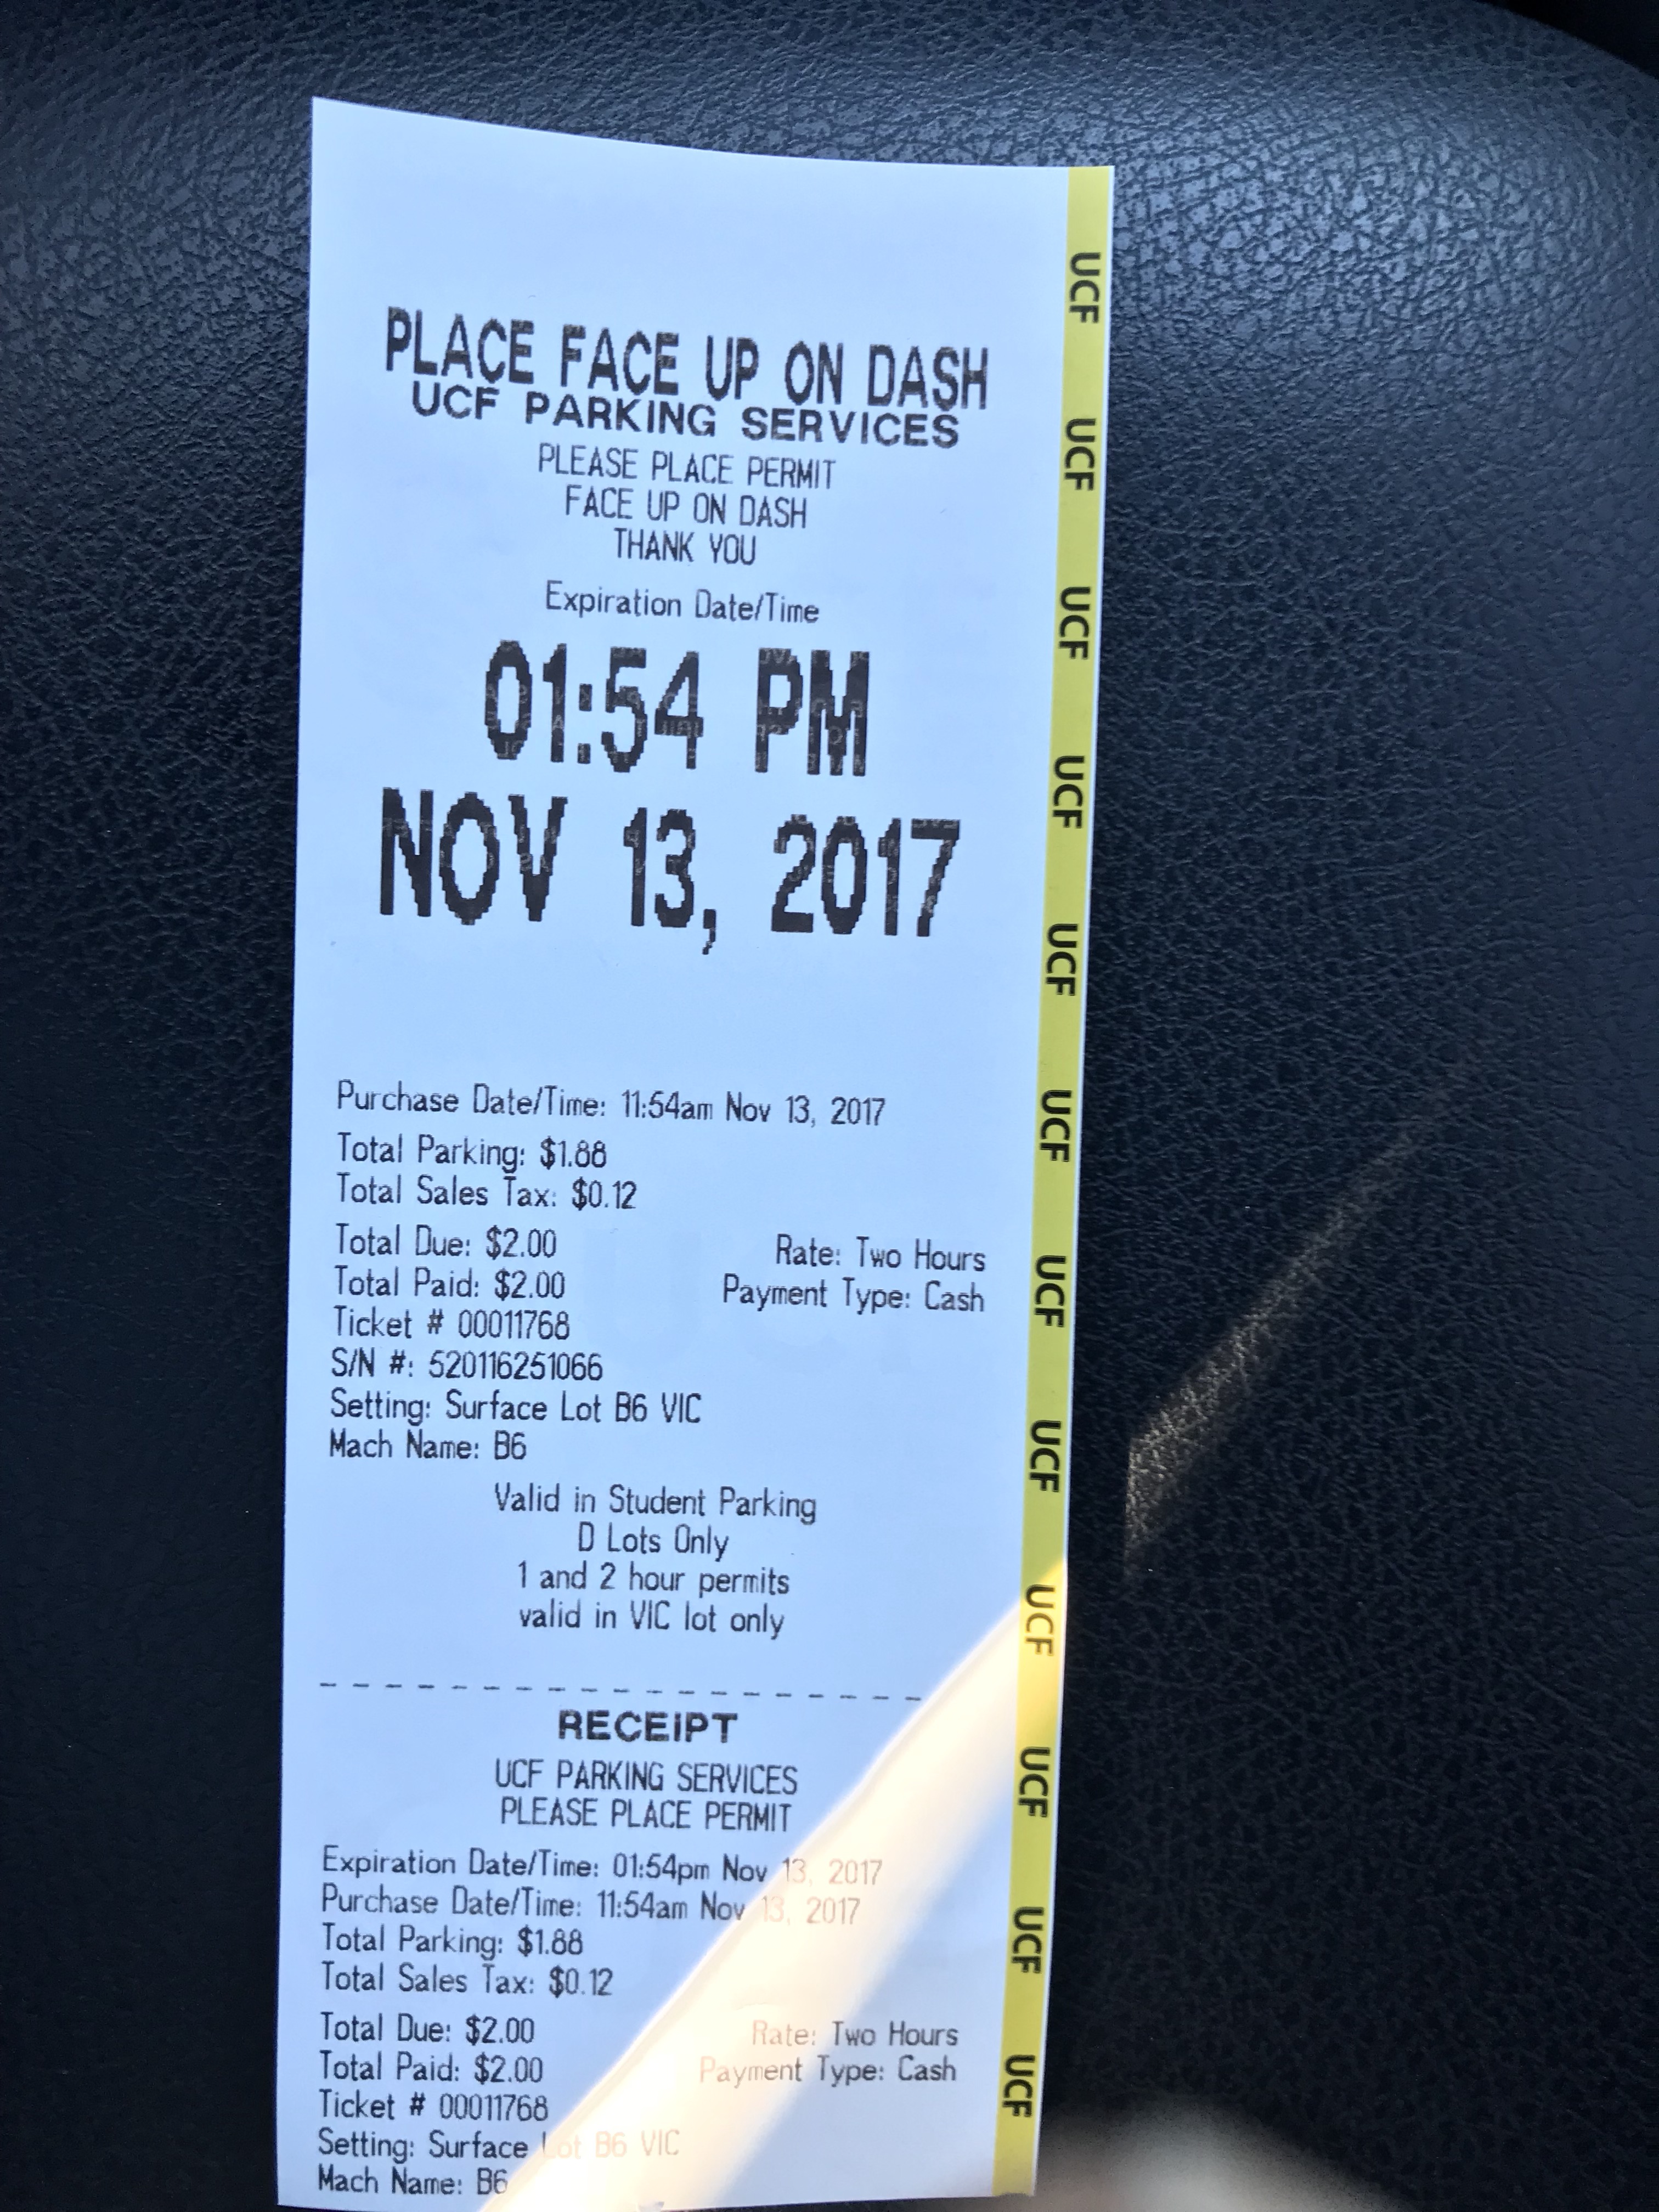 PLACE FACE UP ON DASH
UCF PARKING SERVICES
PLEASE PLACE PERMIT
FACE UP ON DASH
THANK YOU
Expiration Date/Time
01:54 PM
NOV 13, 2017
Purchase Date/Time: 11:54am Nov 13, 2017
Total Parking: $1.88
Total Sales Tax: $0.12
Total Due: $2.00 Rate: Two Hours
Total Paid: $2.00 Payment Type: Cash
Ticket # 00011768
S/N #: 520116251066
Setting: Surface Lot B6 VIC
Mach Name: B6
Valid in Student Parking
D Lots Only
1 and 2 hour permits
valid in VIC lot only
RECEIPT
UCF PARKING SERVICES
PLEASE PLACE PERMIT
Expiration Date/Time: 01:54pm Nov 13, 2017
Purchase Date/Time: 11:54am Nov 13, 2017
Total Parking: $1.88
Total Sales Tax: $0.12
Total Due: $2.00 Rate: Two Hours
Total Paid: $2.00 Payment Type: Cash
Ticket # 00011768
Setting: Surface Lot B6 VIC
Mach Name: B6
UCF
UCF
UCF
UCF
UCF
UCF
UCF
UCF
UCF
UCF
UCF
UCF